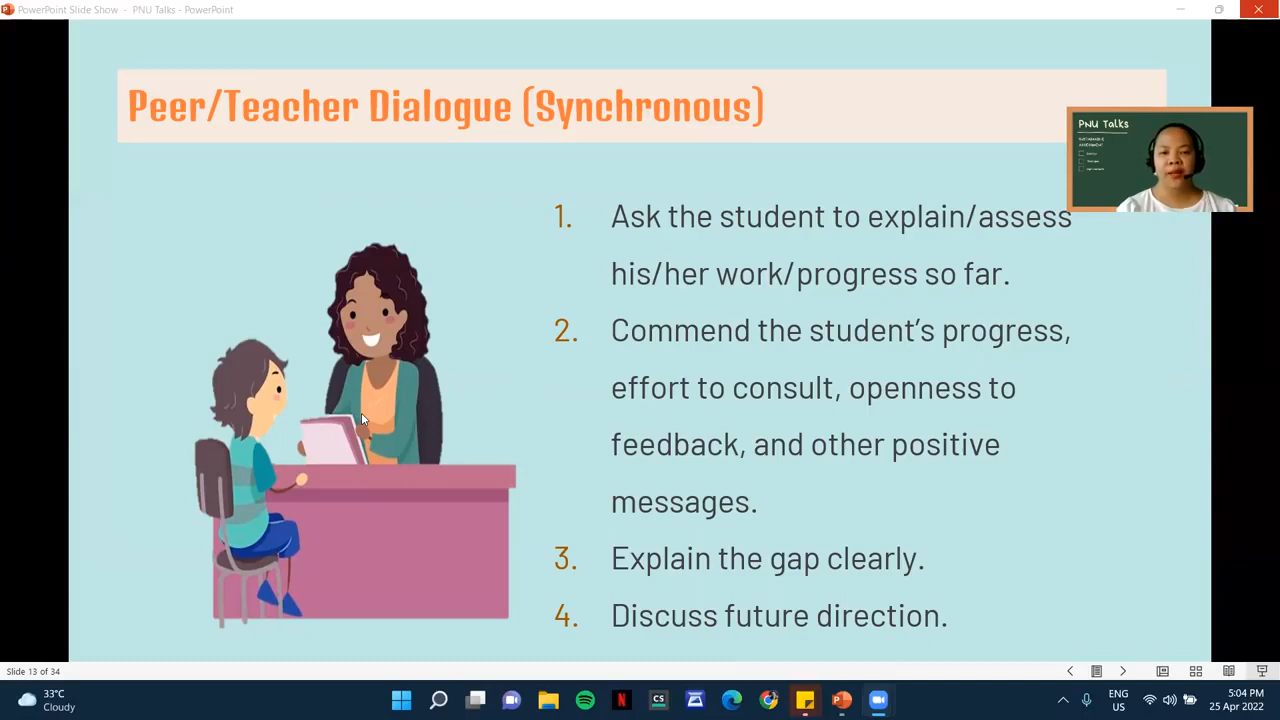 PowerPoint Slide Show - PNU Talks - PowerPoint
Peer/Teacher Dialogue (Synchronous)
PNU Talks
1. Ask the student to explain/assess
his/her work/progress so far.
2. Commend the student’s progress,
effort to consult, openness to
feedback, and other positive
messages.
3. Explain the gap clearly.
4. Discuss future direction.
Slide 13 of 34
33°C
Cloudy
CS
ENG
US
5:04 PM
25 Apr 2022